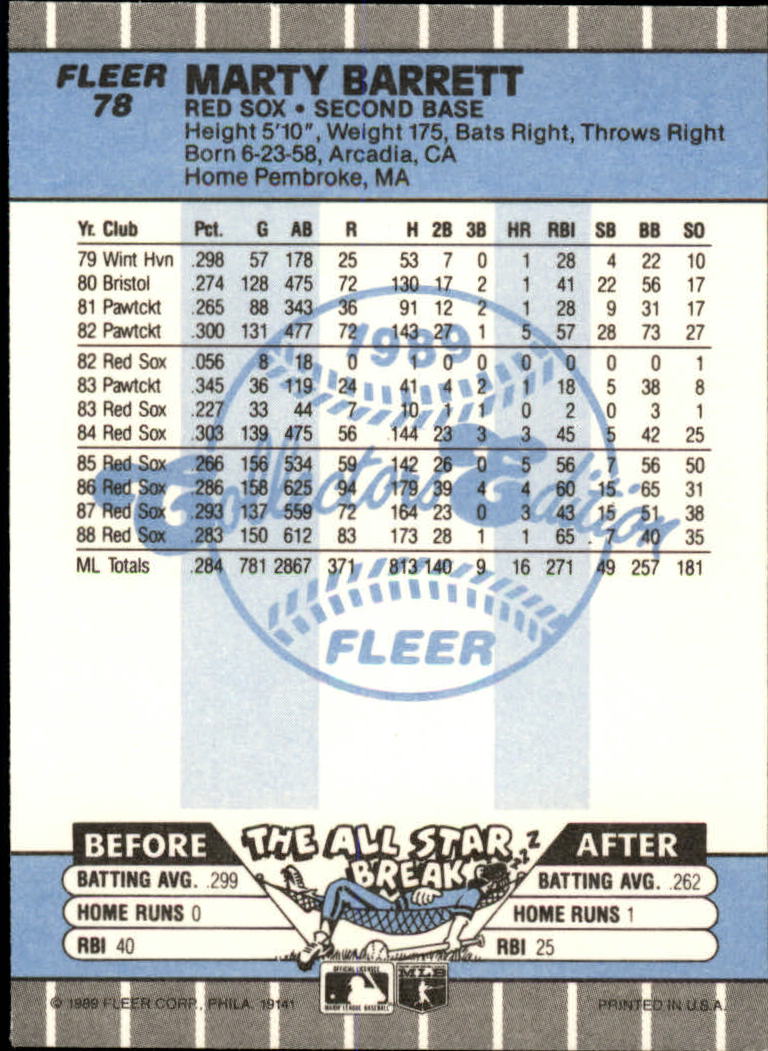 FLEER MARTY BARRETT
78 RED SOX • SECOND BASE
Height 5'10", Weight 175, Bats Right, Throws Right
Born 6-23-58, Arcadia, CA
Home Pembroke, MA
Yr. Club Pct. G AB R H 2B 3B HR RBI SB BB SO
79 Wint Hvn .298 57 178 25 53 7 0 1 28 4 22 10
80 Bristol .274 128 475 72 130 17 2 1 41 22 56 17
81 Pawtckt .265 88 343 36 91 12 2 1 28 9 31 17
82 Pawtckt .300 131 477 72 143 27 1 5 57 28 73 27
82 Red Sox .056 8 18 0 1 0 0 0 0 0 0 1
83 Pawtckt .345 36 119 24 41 4 2 1 18 5 38 8
83 Red Sox .227 33 44 7 10 1 1 0 2 0 3 1
84 Red Sox .303 139 475 56 144 23 3 3 45 5 42 25
85 Red Sox .266 156 534 59 142 26 0 5 56 7 56 50
86 Red Sox .286 158 625 94 179 39 4 4 60 15 65 31
87 Red Sox .293 137 559 72 164 23 0 3 43 15 51 38
88 Red Sox .283 150 612 83 173 28 1 1 65 7 40 35
ML Totals .284 781 2867 371 813 140 9 16 271 49 257 181
1989
Collectors' Edition
FLEER
BEFORE THE ALL STAR BREAK ZZZ AFTER
BATTING AVG. .299 BATTING AVG. .262
HOME RUNS 0 HOME RUNS 1
RBI 40 RBI 25
OFFICIAL LICENSEE MLB
MAJOR LEAGUE BASEBALL
© 1989 FLEER CORP., PHILA. 19141 PRINTED IN U.S.A.